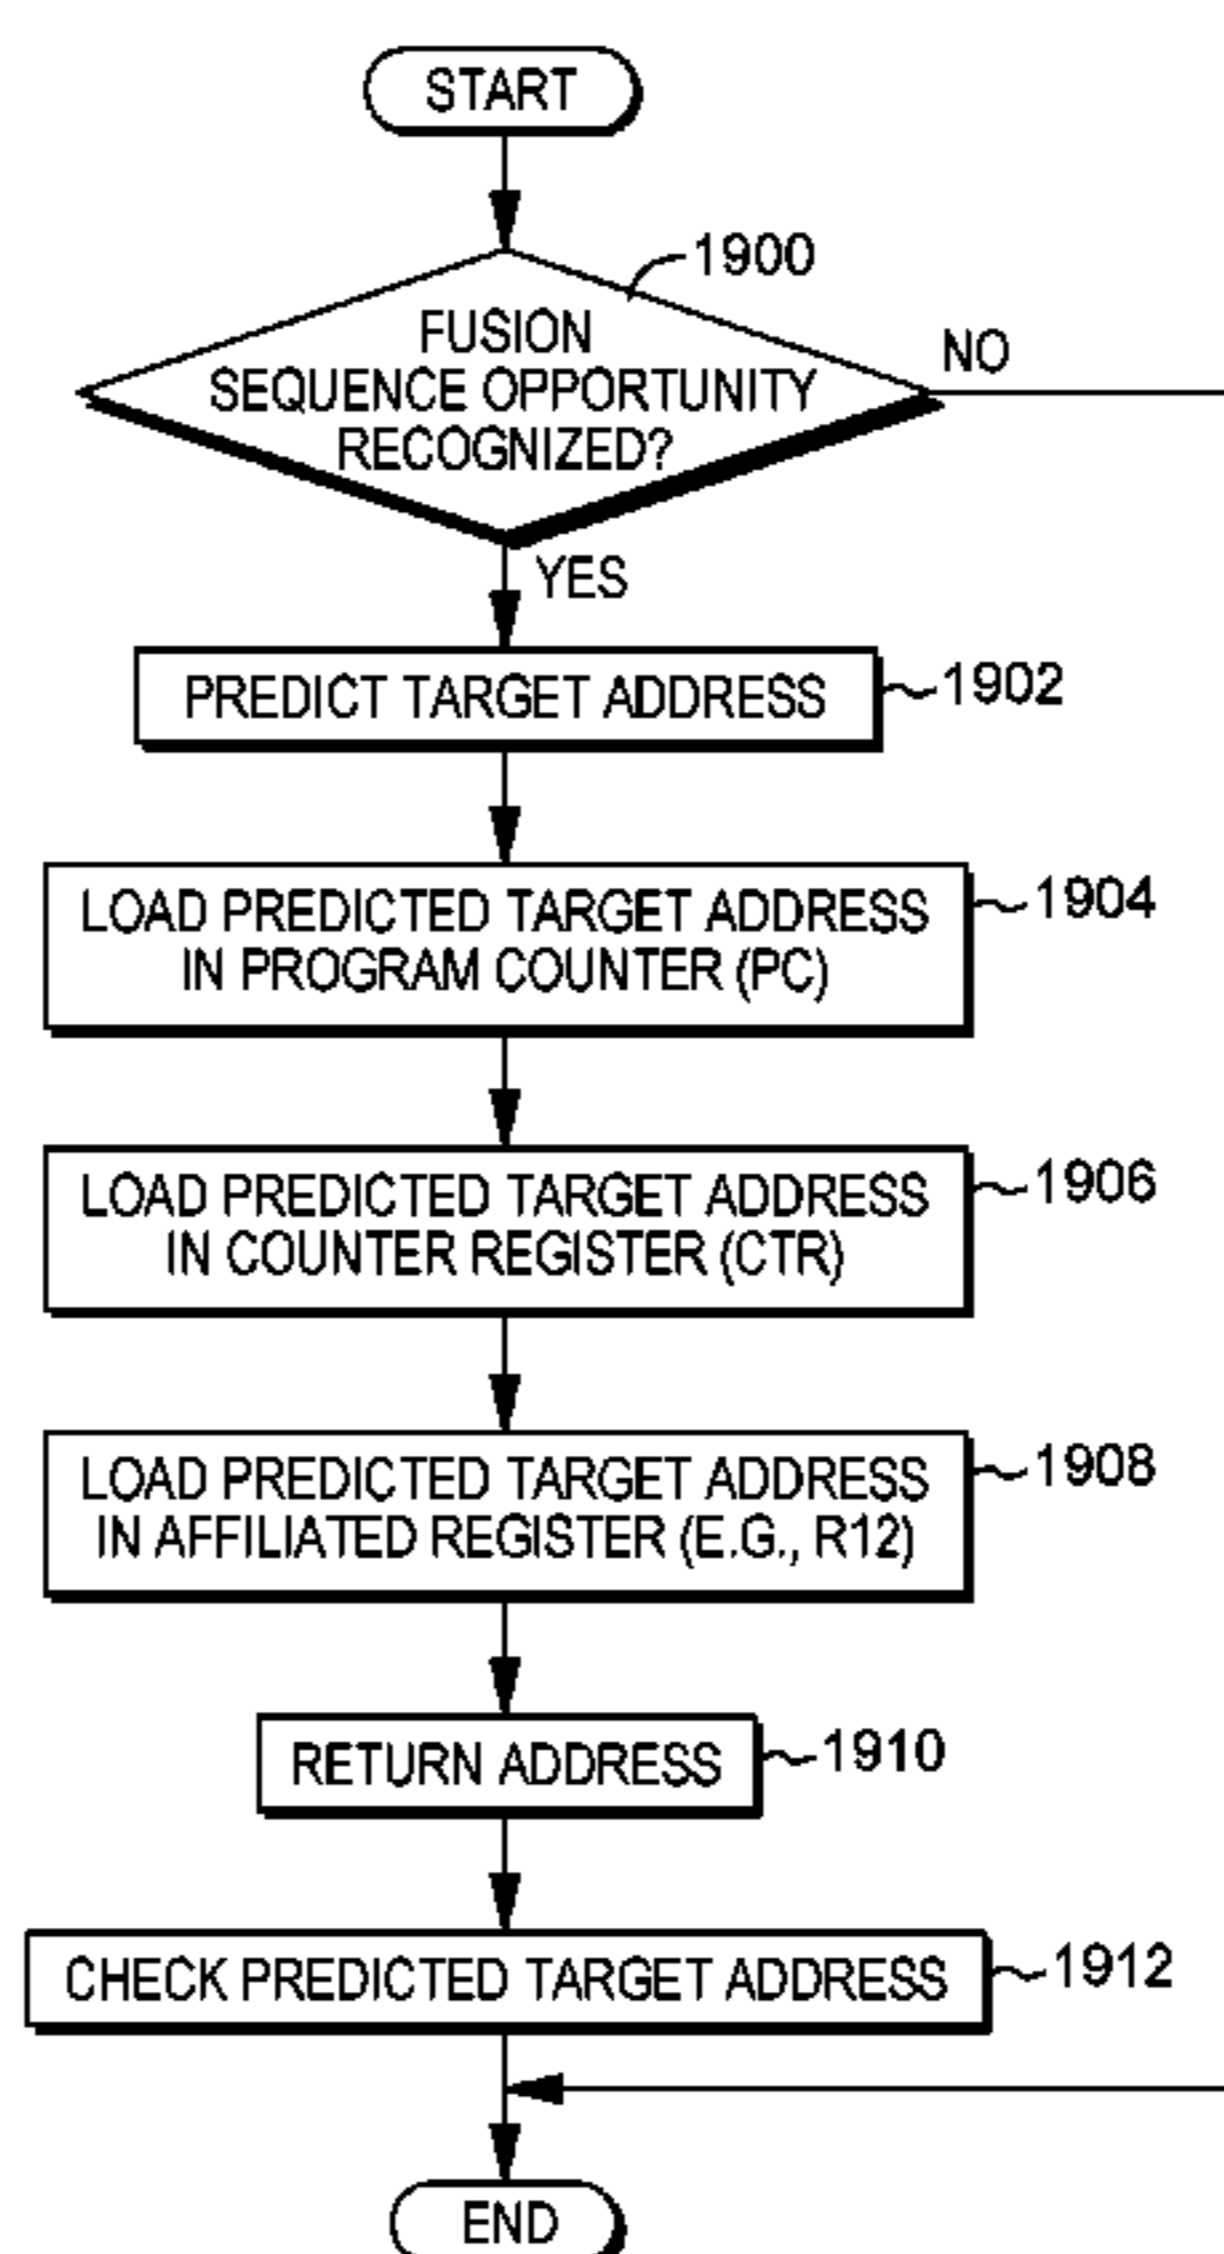 START
1900
FUSION
SEQUENCE OPPORTUNITY
RECOGNIZED?
NO
YES
PREDICT TARGET ADDRESS
1902
LOAD PREDICTED TARGET ADDRESS
IN PROGRAM COUNTER (PC)
1904
LOAD PREDICTED TARGET ADDRESS
IN COUNTER REGISTER (CTR)
1906
LOAD PREDICTED TARGET ADDRESS
IN AFFILIATED REGISTER (E.G., R12)
1908
RETURN ADDRESS
1910
CHECK PREDICTED TARGET ADDRESS
1912
END